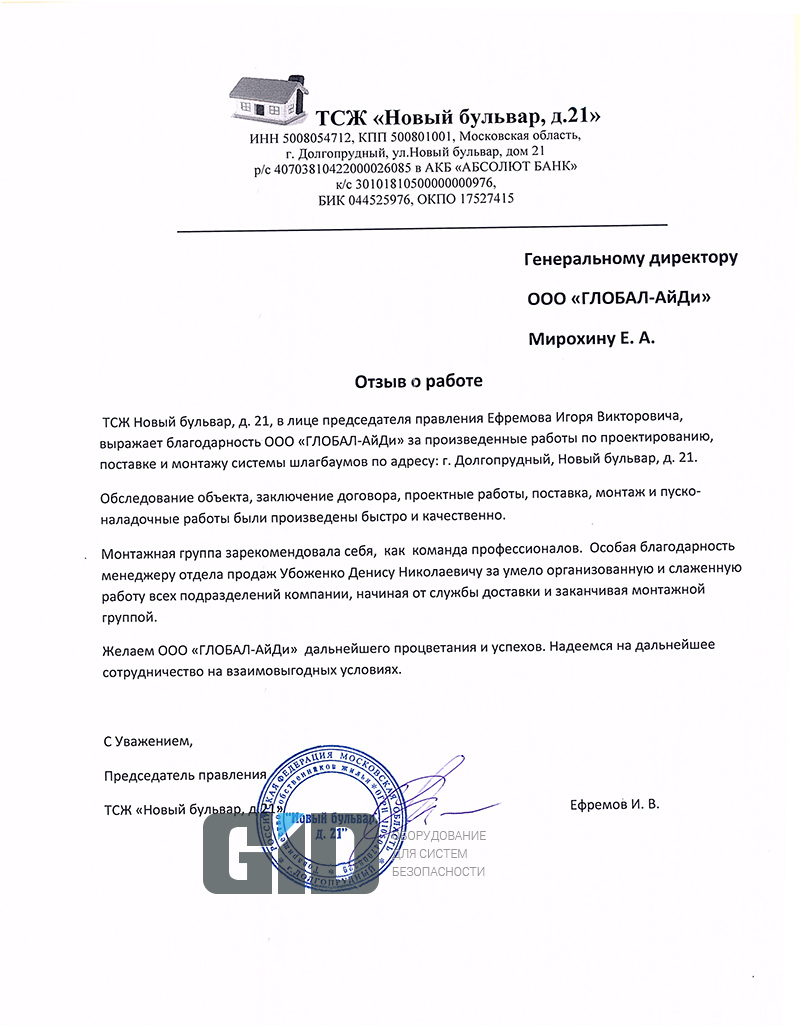 ТСЖ «Новый бульвар, д.21»
ИНН 5008054712, КПП 500801001, Московская область,
г. Долгопрудный, ул.Новый бульвар, дом 21
р/с 40703810422000026085 в АКБ «АБСОЛЮТ БАНК»
к/с 30101810500000000976,
БИК 044525976, ОКПО 17527415
Генеральному директору
ООО «ГЛОБАЛ-АйДи»
Мирохину Е. А.
Отзыв о работе
ТСЖ Новый бульвар, д. 21, в лице председателя правления Ефремова Игоря Викторовича,
выражает благодарность ООО «ГЛОБАЛ-АйДи» за произведенные работы по проектированию,
поставке и монтажу системы шлагбаумов по адресу: г. Долгопрудный, Новый бульвар, д. 21.
Обследование объекта, заключение договора, проектные работы, поставка, монтаж и пуско-
наладочные работы были произведены быстро и качественно.
Монтажная группа зарекомендовала себя, как команда профессионалов. Особая благодарность
менеджеру отдела продаж Убоженко Денису Николаевичу за умело организованную и слаженную
работу всех подразделений компании, начиная от службы доставки и заканчивая монтажной
группой.
Желаем ООО «ГЛОБАЛ-АйДи» дальнейшего процветания и успехов. Надеемся на дальнейшее
сотрудничество на взаимовыгодных условиях.
С Уважением,
Председатель правления
ТСЖ «Новый бульвар, д.21»
Ефремов И. В.
РОССИЙСКАЯ ФЕДЕРАЦИЯ МОСКОВСКАЯ ОБЛАСТЬ
г. ДОЛГОПРУДНЫЙ
Товарищество собственников жилья
ОГРН
"Новый бульвар,
д. 21"
GID
ОБОРУДОВАНИЕ
ДЛЯ СИСТЕМ
БЕЗОПАСНОСТИ